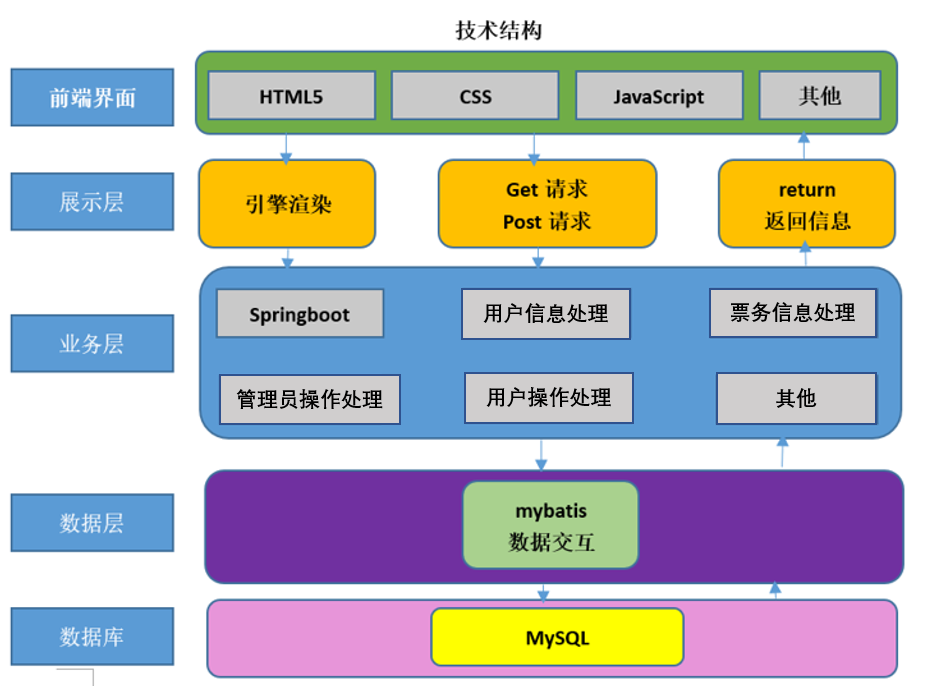 技术结构
前端界面
HTML5
CSS
JavaScript
其他
展示层
引擎渲染
Get 请求
Post 请求
return
返回信息
业务层
Springboot
用户信息处理
票务信息处理
管理员操作处理
用户操作处理
其他
数据层
mybatis
数据交互
数据库
MySQL